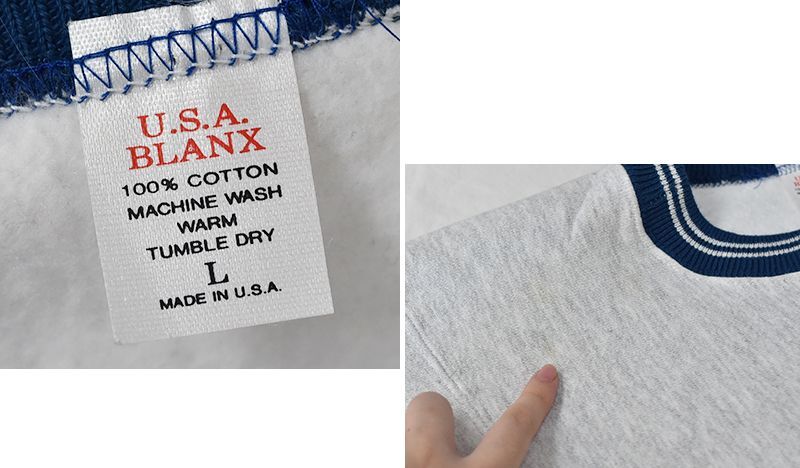 U.S.A.
BLANX
100% COTTON
MACHINE WASH
WARM
TUMBLE DRY
L
MADE IN U.S.A.